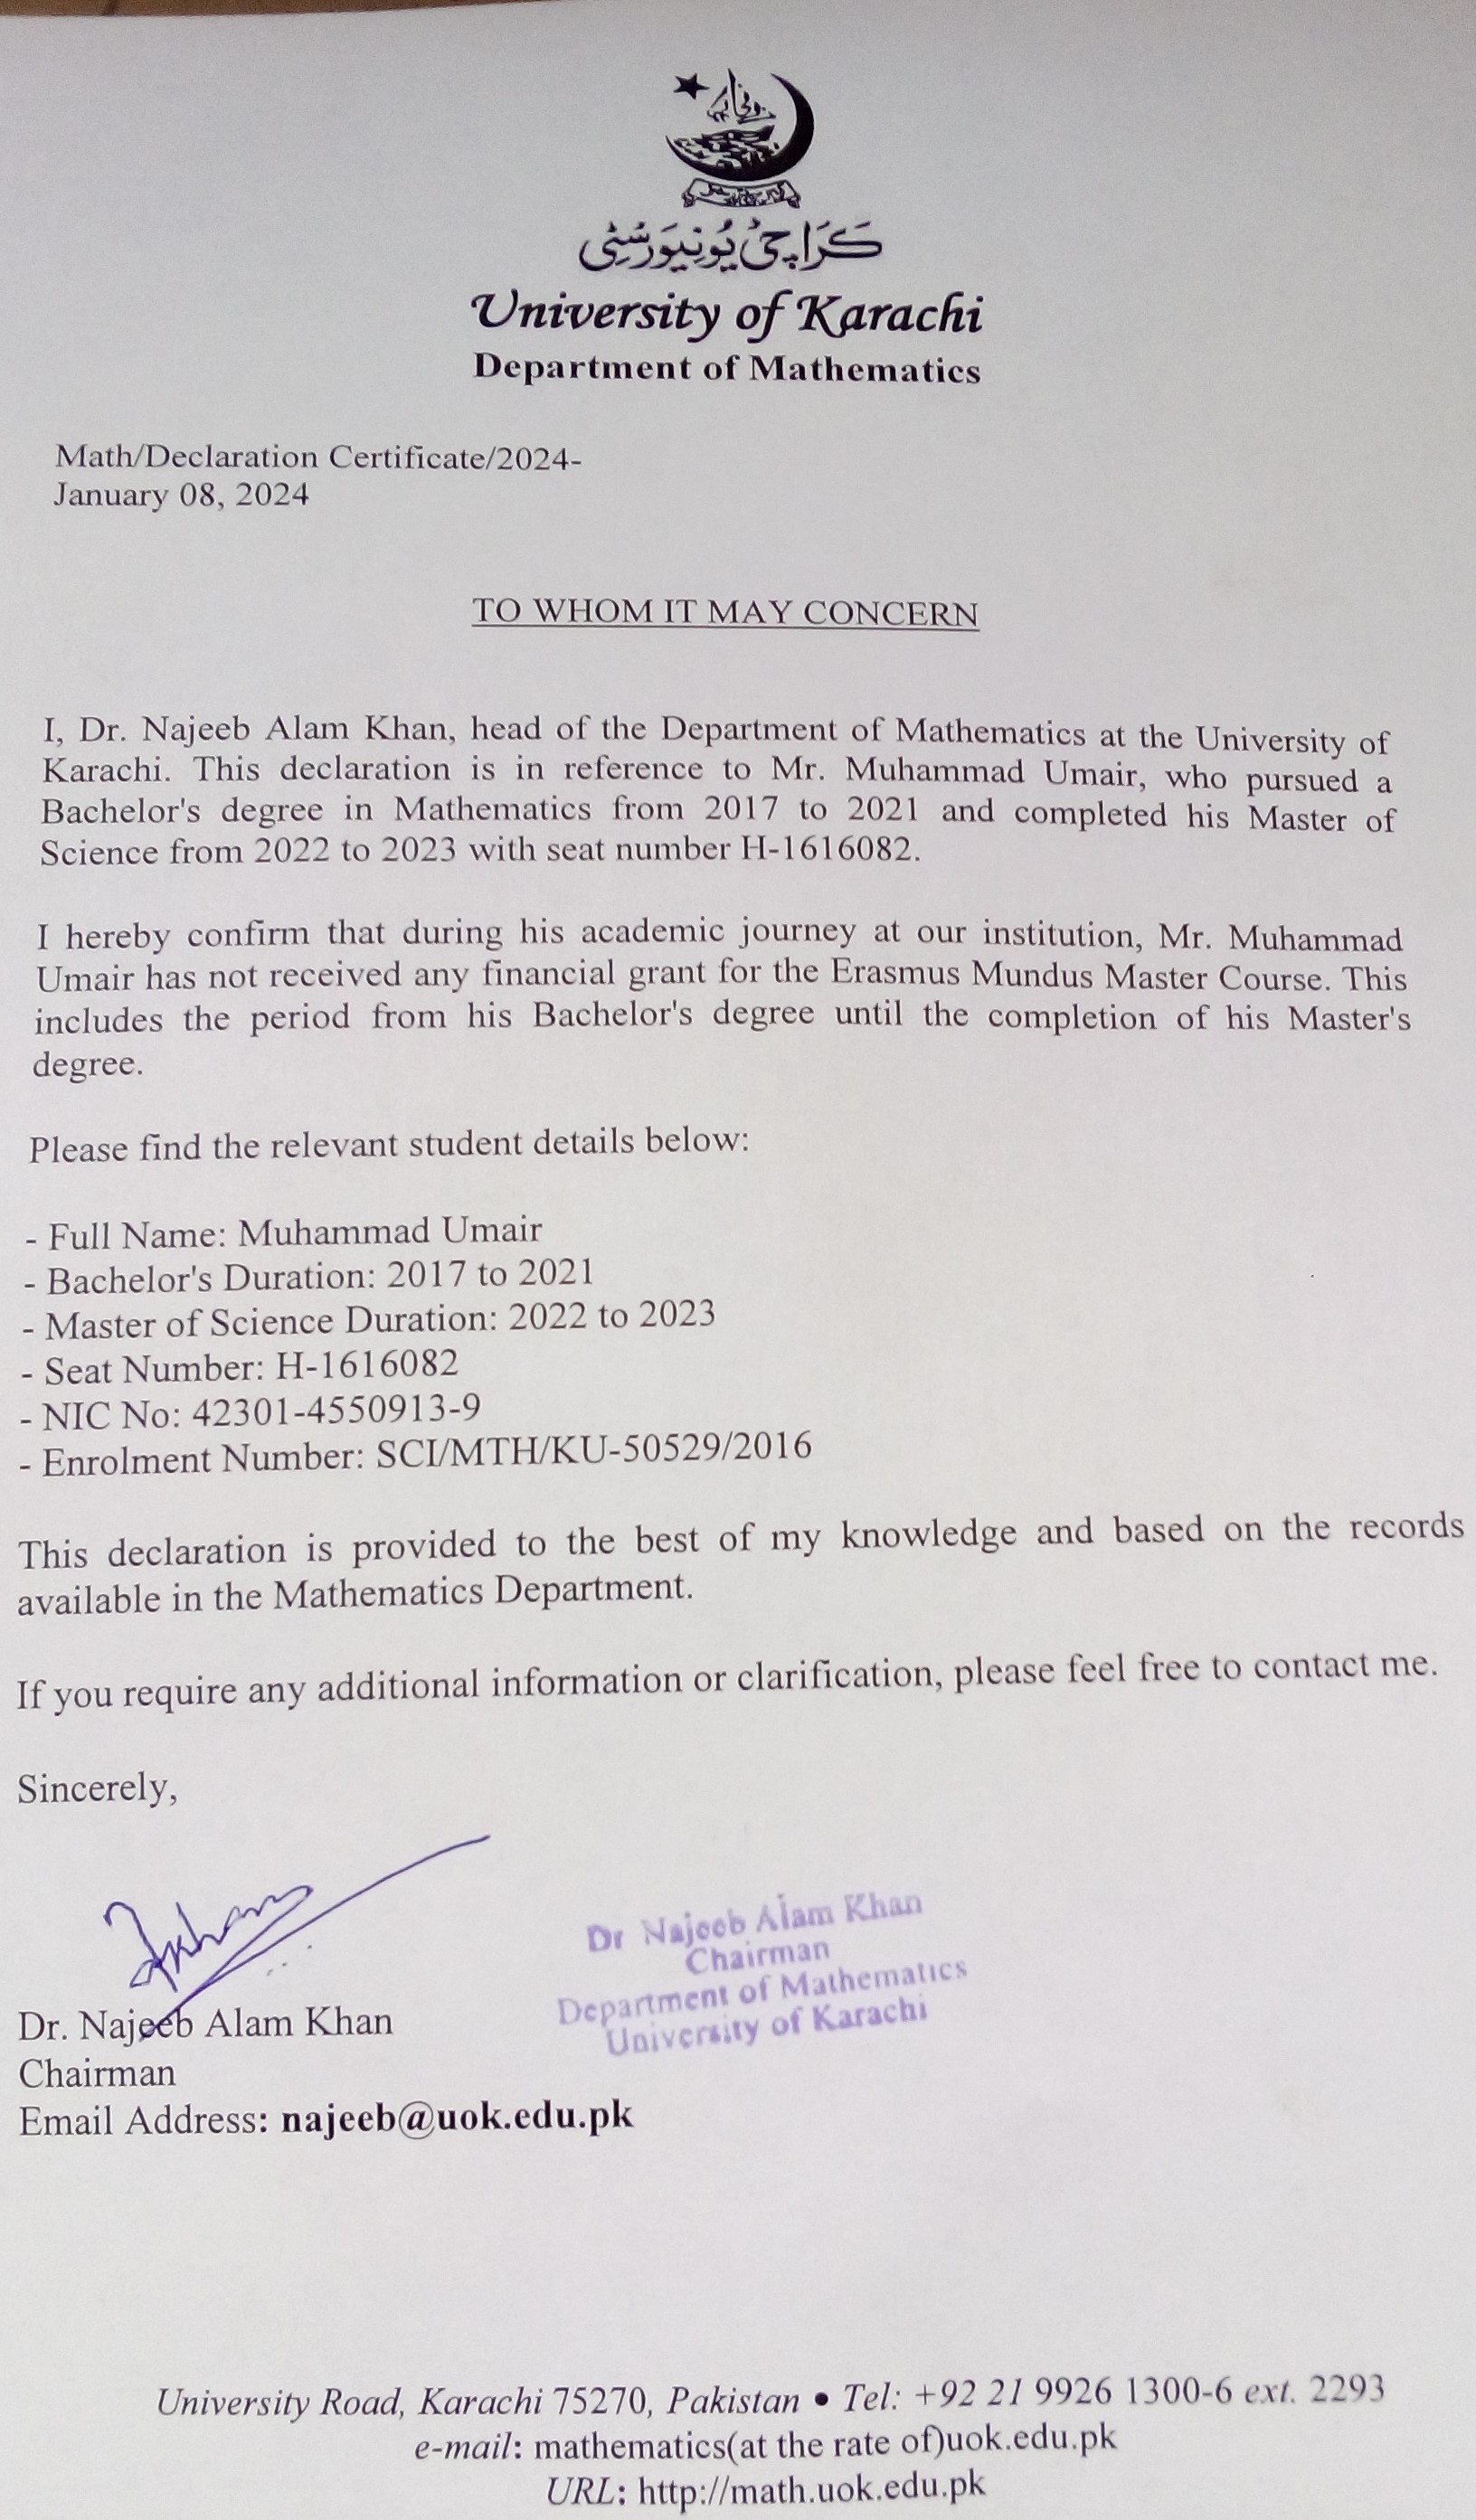 کراچی یونیورسٹی
University of Karachi
Department of Mathematics
Math/Declaration Certificate/2024-
January 08, 2024
TO WHOM IT MAY CONCERN
I, Dr. Najeeb Alam Khan, head of the Department of Mathematics at the University of
Karachi. This declaration is in reference to Mr. Muhammad Umair, who pursued a
Bachelor's degree in Mathematics from 2017 to 2021 and completed his Master of
Science from 2022 to 2023 with seat number H-1616082.
I hereby confirm that during his academic journey at our institution, Mr. Muhammad
Umair has not received any financial grant for the Erasmus Mundus Master Course. This
includes the period from his Bachelor's degree until the completion of his Master's
degree.
Please find the relevant student details below:
- Full Name: Muhammad Umair
- Bachelor's Duration: 2017 to 2021
- Master of Science Duration: 2022 to 2023
- Seat Number: H-1616082
- NIC No: 42301-4550913-9
- Enrolment Number: SCI/MTH/KU-50529/2016
This declaration is provided to the best of my knowledge and based on the records
available in the Mathematics Department.
If you require any additional information or clarification, please feel free to contact me.
Sincerely,
Dr Najeeb Alam Khan
Chairman
Department of Mathematics
University of Karachi
Dr. Najeeb Alam Khan
Chairman
Email Address: najeeb@uok.edu.pk
University Road, Karachi 75270, Pakistan • Tel: +92 21 9926 1300-6 ext. 2293
e-mail: mathematics(at the rate of)uok.edu.pk
URL: http://math.uok.edu.pk